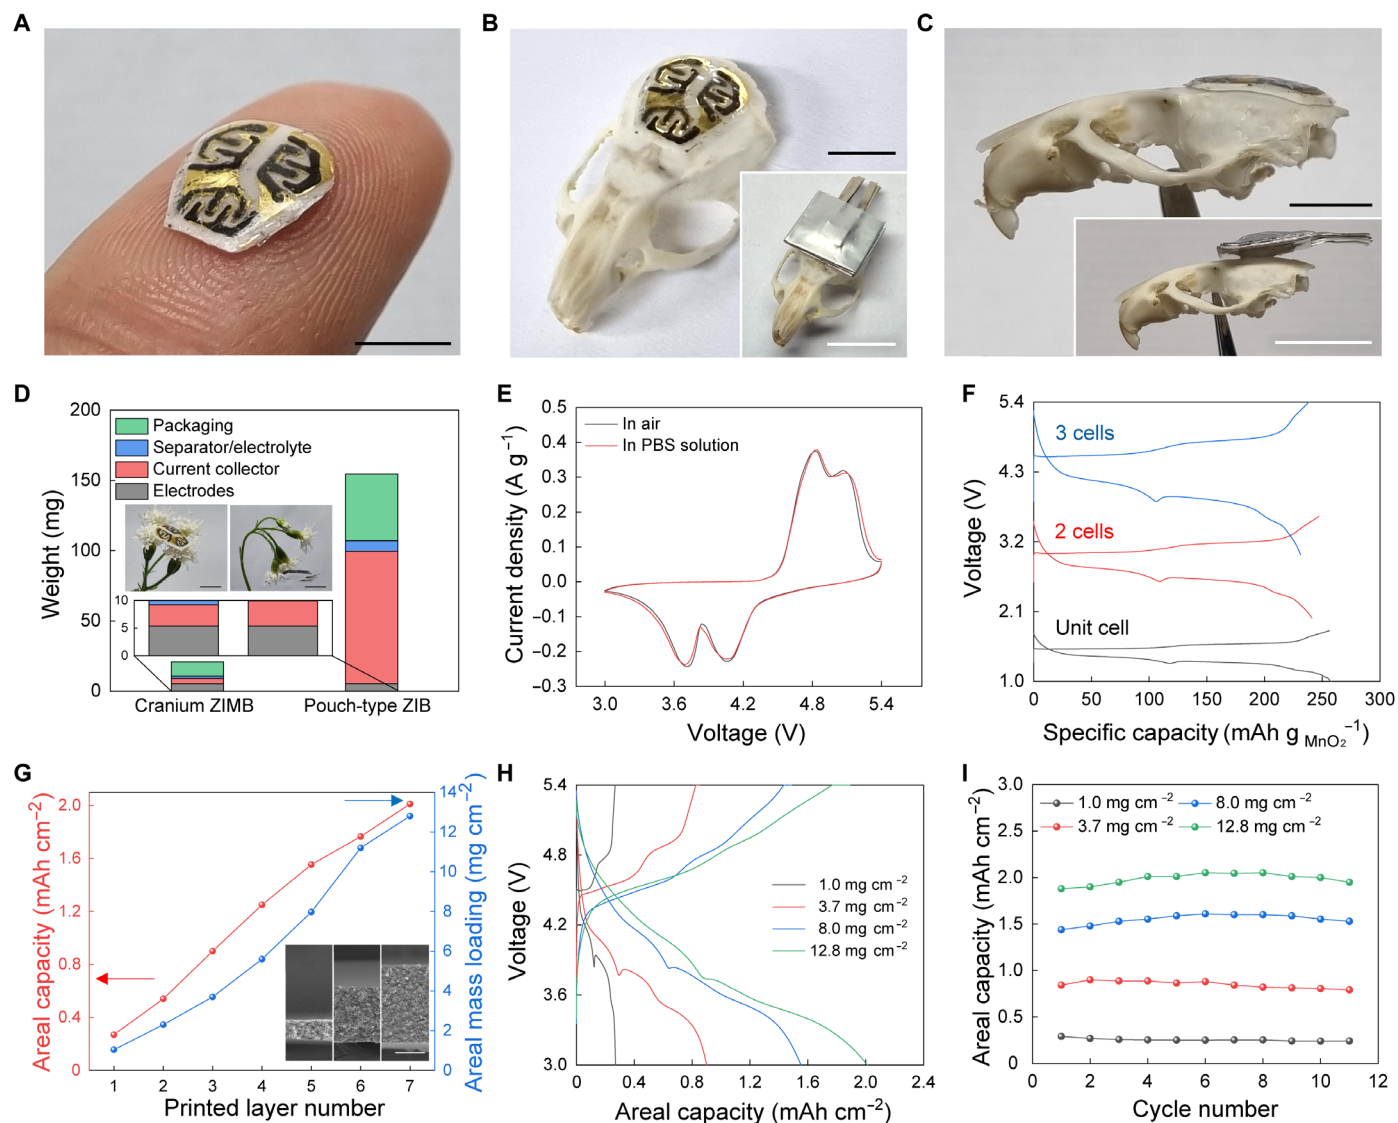 A
B
C
D
200
150
100
50
0
Weight (mg)
Packaging
Separator/electrolyte
Current collector
Electrodes
10
5
0
Cranium ZIMB
Pouch-type ZIB
E
0.5
0.4
0.3
0.2
0.1
0.0
−0.1
−0.2
−0.3
Current density (A g⁻¹)
In air
In PBS solution
3.0
3.6
4.2
4.8
5.4
Voltage (V)
F
5.4
4.3
3.2
2.1
1.0
Voltage (V)
3 cells
2 cells
Unit cell
0
50
100
150
200
250
300
Specific capacity (mAh g MnO₂⁻¹)
G
2.0
1.6
1.2
0.8
0.4
0
Areal capacity (mAh cm⁻²)
14
12
10
8
6
4
2
0
Areal mass loading (mg cm⁻²)
1
2
3
4
5
6
7
Printed layer number
H
5.4
4.8
4.2
3.6
3.0
Voltage (V)
1.0 mg cm⁻²
3.7 mg cm⁻²
8.0 mg cm⁻²
12.8 mg cm⁻²
0
0.4
0.8
1.2
1.6
2.0
2.4
Areal capacity (mAh cm⁻²)
I
3.0
2.5
2.0
1.5
1.0
0.5
0
Areal capacity (mAh cm⁻²)
1.0 mg cm⁻²
8.0 mg cm⁻²
3.7 mg cm⁻²
12.8 mg cm⁻²
0
2
4
6
8
10
12
Cycle number